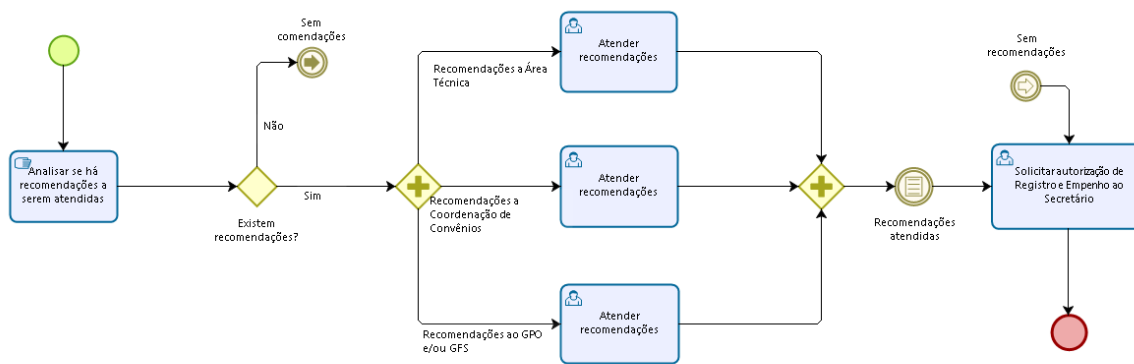 Sem
comendações
Não
Analisar se há
recomendações a
serem atendidas
Existem
recomendações?
Sim
Recomendações a Área
Técnica
Recomendações a
Coordenação de
Convênios
Recomendações ao GPO
e/ou GFS
Atender
recomendações
Atender
recomendações
Atender
recomendações
Recomendações
atendidas
Sem
recomendações
Solicitar autorização de
Registro e Empenho ao
Secretário